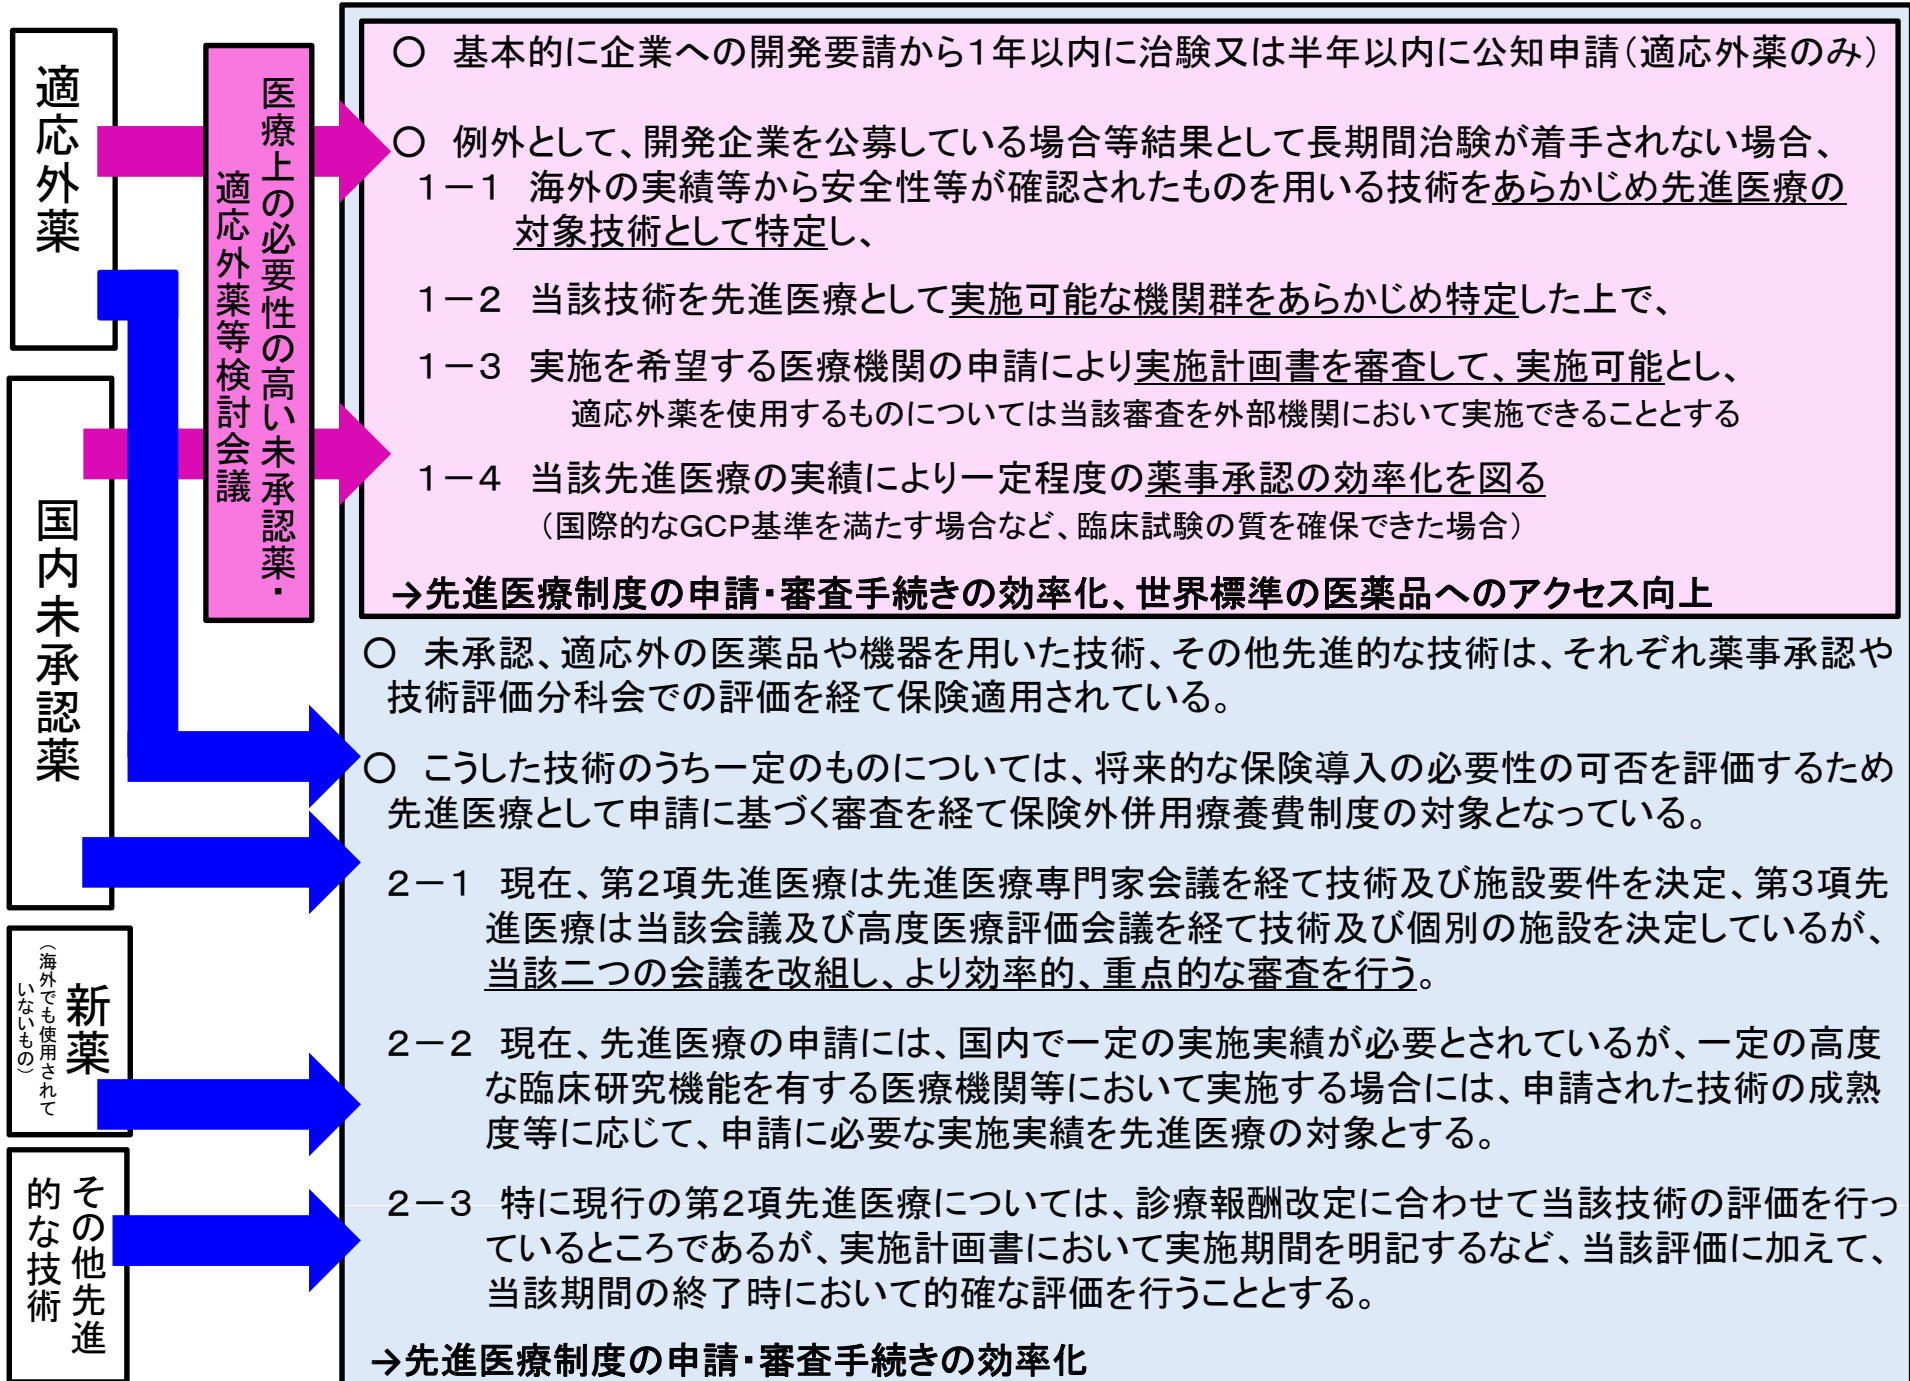 適応外薬
国内未承認薬
新薬
（海外でも使用されて
いないもの）
その他先進
的な技術
医療上の必要性の高い未承認薬・
適応外薬等検討会議
○　基本的に企業への開発要請から１年以内に治験又は半年以内に公知申請（適応外薬のみ）
○　例外として、開発企業を公募している場合等結果として長期間治験が着手されない場合、
１－１　海外の実績等から安全性等が確認されたものを用いる技術をあらかじめ先進医療の
対象技術として特定し、
１－２　当該技術を先進医療として実施可能な機関群をあらかじめ特定した上で、
１－３　実施を希望する医療機関の申請により実施計画書を審査して、実施可能とし、
適応外薬を使用するものについては当該審査を外部機関において実施できることとする
１－４　当該先進医療の実績により一定程度の薬事承認の効率化を図る
（国際的なGCP基準を満たす場合など、臨床試験の質を確保できた場合）
→先進医療制度の申請・審査手続きの効率化、世界標準の医薬品へのアクセス向上
○　未承認、適応外の医薬品や機器を用いた技術、その他先進的な技術は、それぞれ薬事承認や
技術評価分科会での評価を経て保険適用されている。
○　こうした技術のうち一定のものについては、将来的な保険導入の必要性の可否を評価するため
先進医療として申請に基づく審査を経て保険外併用療養費制度の対象となっている。
２－１　現在、第２項先進医療は先進医療専門家会議を経て技術及び施設要件を決定、第３項先
進医療は当該会議及び高度医療評価会議を経て技術及び個別の施設を決定しているが、
当該二つの会議を改組し、より効率的、重点的な審査を行う。
２－２　現在、先進医療の申請には、国内で一定の実施実績が必要とされているが、一定の高度
な臨床研究機能を有する医療機関等において実施する場合には、申請された技術の成熟
度等に応じて、申請に必要な実施実績を先進医療の対象とする。
２－３　特に現行の第２項先進医療については、診療報酬改定に合わせて当該技術の評価を行っ
ているところであるが、実施計画書において実施期間を明記するなど、当該評価に加えて、
当該期間の終了時において的確な評価を行うこととする。
→先進医療制度の申請・審査手続きの効率化